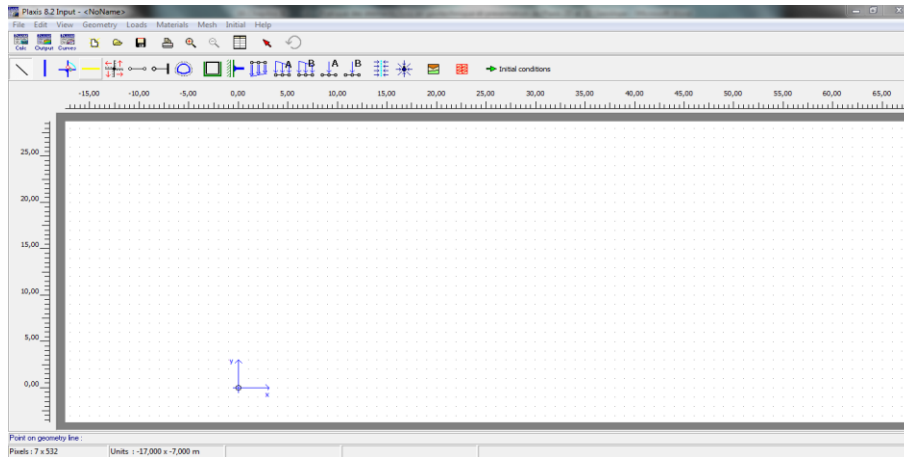 Plaxis 8.2 Input - <NoName>
File Edit View Geometry Loads Materials Mesh Initial Help
Calc Output Curves
A B A B Initial conditions
-15,00 -10,00 -5,00 0,00 5,00 10,00 15,00 20,00 25,00 30,00 35,00 40,00 45,00 50,00 55,00 60,00 65,00
25,00
20,00
15,00
10,00
5,00
y
0,00
x
Point on geometry line :
Pixels : 7 x 532 Units : -17,000 x -7,000 m